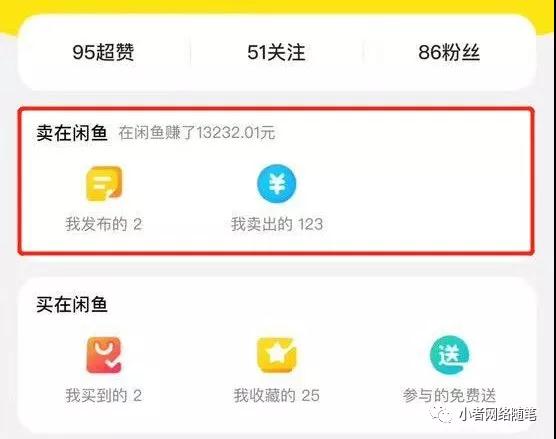 95超赞 51关注 86粉丝
卖在闲鱼 在闲鱼赚了13232.01元
¥
我发布的 2 我卖出的 123
买在闲鱼
送
我买到的 2 我收藏的 25 参与的免费送
小者网络随笔